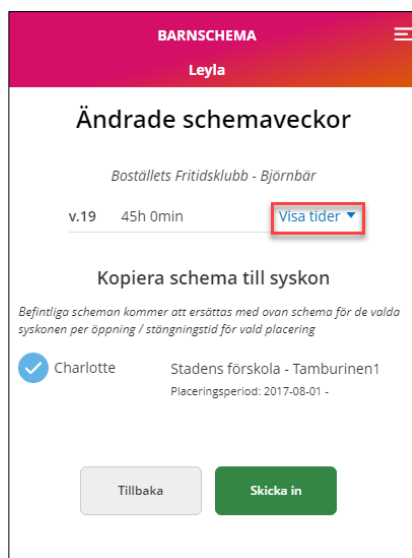 BARNSCHEMA
Leyla
Ändrade schemaveckor
Boställets Fritidsklubb - Björnbär
v.19 45h 0min Visa tider
Kopiera schema till syskon
Befintliga scheman kommer att ersättas med ovan schema för de valda
syskonen per öppning / stängningstid för vald placering
Charlotte Stadens förskola - Tamburinen1
Placeringsperiod: 2017-08-01 -
Tillbaka Skicka in